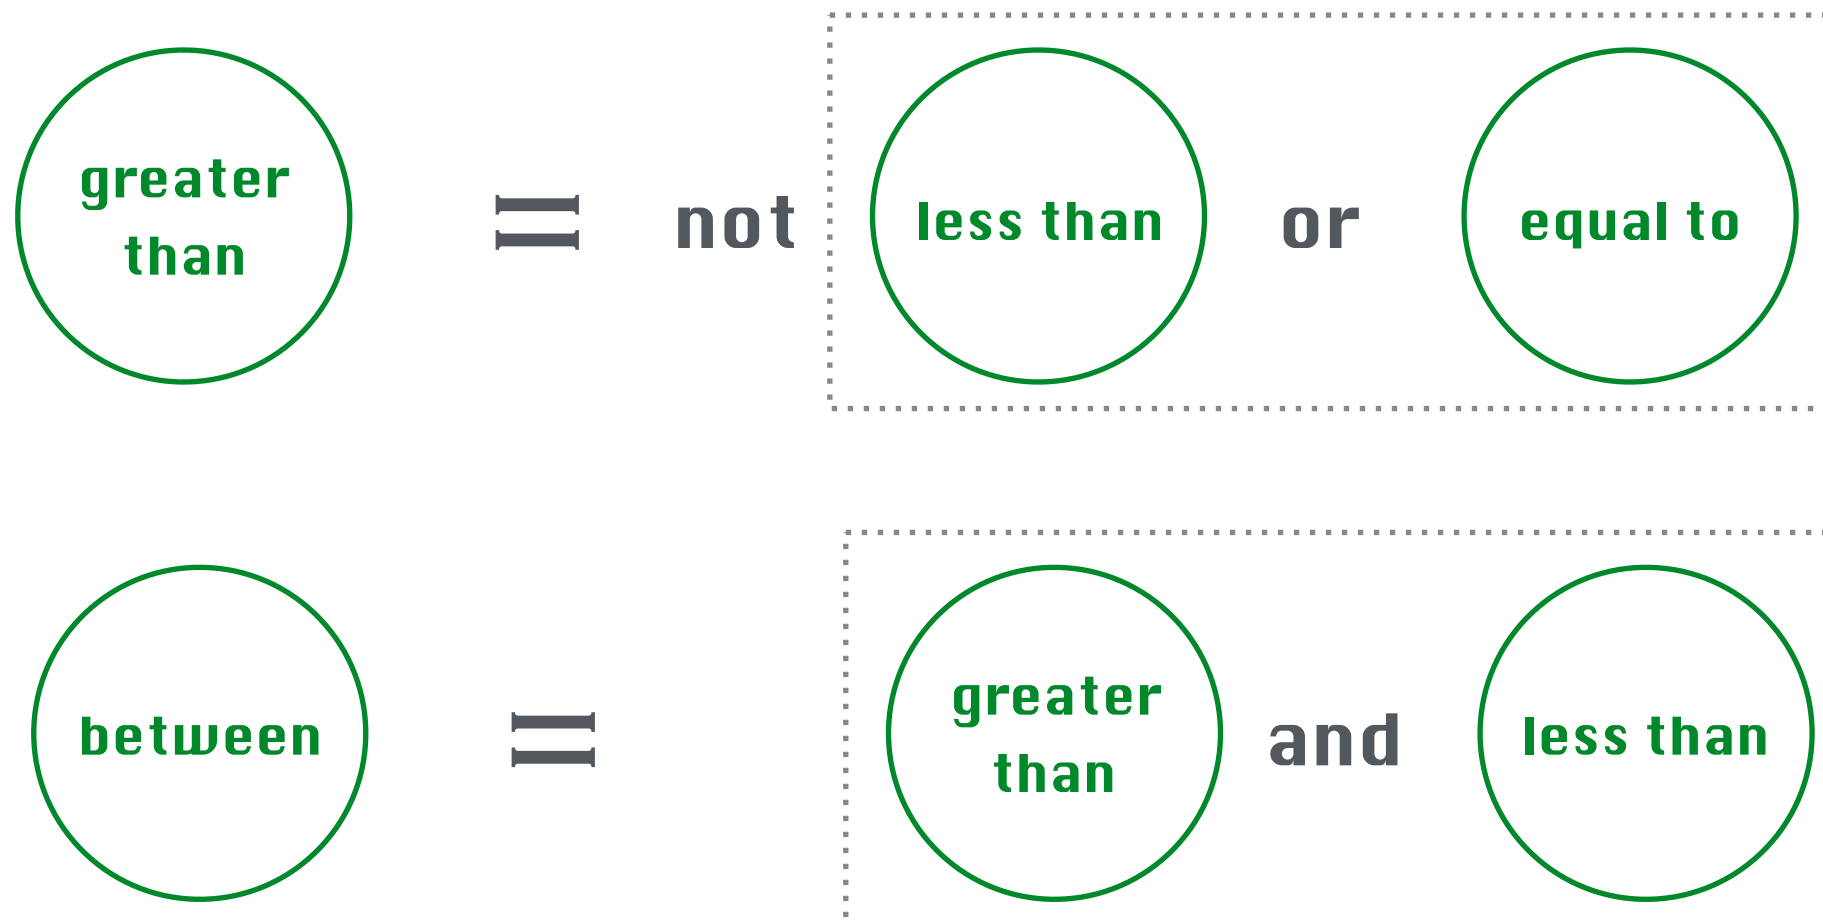 greater
than = not less than or equal to
between = greater
than and less than